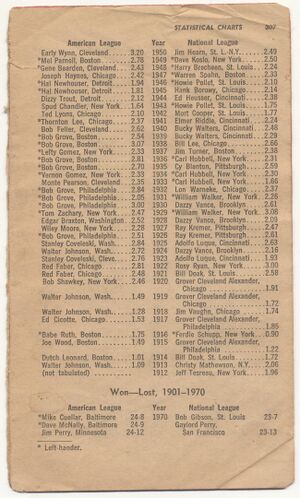 STATISTICAL CHARTS 307
American League Year National League
Early Wynn, Cleveland 3.20 1950 Jim Hearn, St. L.-N.Y. 2.49
*Mel Parnell, Boston 2.78 1949 *Dave Koslo, New York 2.50
*Gene Bearden, Cleveland 2.43 1948 *Harry Brecheen, St. Louis 2.24
Joseph Haynes, Chicago 2.42 1947 *Warren Spahn, Boston 2.33
*Hal Newhouser, Detroit 1.94 1946 *Howie Pollet, St. Louis 2.10
*Hal Newhouser, Detroit 1.81 1945 Hank Borowy, Chicago 2.14
Dizzy Trout, Detroit 2.12 1944 Ed Heusser, Cincinnati 2.38
Spud Chandler, New York 1.64 1943 *Howie Pollet, St. Louis 1.75
Ted Lyons, Chicago 2.10 1942 Mort Cooper, St. Louis 1.77
*Thornton Lee, Chicago 2.37 1941 Elmer Riddle, Cincinnati 2.24
Bob Feller, Cleveland 2.62 1940 Bucky Walters, Cincinnati 2.48
*Bob Grove, Boston 2.54 1939 Bucky Walters, Cincinnati 2.29
*Bob Grove, Boston 3.07 1938 Bill Lee, Chicago 2.66
*Lefty Gomez, New York 2.33 1937 Jim Turner, Boston 2.38
*Bob Grove, Boston 2.81 1936 *Carl Hubbell, New York 2.31
*Bob Grove, Boston 2.70 1935 Cy Blanton, Pittsburgh 2.59
*Vernon Gomez, New York 2.33 1934 *Carl Hubbell, New York 2.30
Monte Pearson, Cleveland 2.33 1933 *Carl Hubbell, New York 1.66
*Bob Grove, Philadelphia 2.84 1932 Lon Warneke, Chicago 2.37
*Bob Grove, Philadelphia 2.05 1931 *William Walker, New York 2.26
*Bob Grove, Philadelphia 3.00 1930 Dazzy Vance, Brooklyn 2.61
*Tom Zachary, New York 2.47 1929 *William Walker, New York 3.08
Edgar Braxton, Washington 2.52 1928 Dazzy Vance, Brooklyn 2.09
Wiley Moore, New York 2.28 1927 Ray Kremer, Pittsburgh 2.47
*Bob Grove, Philadelphia 2.51 1926 Ray Kremer, Pittsburgh 2.61
Stanley Coveleski, Wash. 2.84 1925 Adolfo Luque, Cincinnati 2.63
Walter Johnson, Wash. 2.72 1924 Dazzy Vance, Brooklyn 2.16
Stanley Coveleski, Cleve. 2.76 1923 Adolfo Luque, Cincinnati 1.93
Red Faber, Chicago 2.81 1922 Rosy Ryan, New York 3.00
Red Faber, Chicago 2.48 1921 Bill Doak, St. Louis 2.58
Bob Shawkey, New York 2.46 1920 Grover Cleveland Alexander,
Chicago 1.91
Walter Johnson, Wash. 1.49 1919 Grover Cleveland Alexander,
Chicago 1.72
Walter Johnson, Wash. 1.28 1918 Jim Vaughn, Chicago 1.74
Ed Cicotte, Chicago 1.53 1917 Grover Cleveland Alexander,
Philadelphia 1.85
*Babe Ruth, Boston 1.75 1916 *Ferdie Schupp, New York 0.90
Joe Wood, Boston 1.49 1915 Grover Cleveland Alexander,
Philadelphia 1.22
Dutch Leonard, Boston 1.01 1914 Bill Doak, St. Louis 1.72
Walter Johnson, Wash. 1.09 1913 Christy Mathewson, N.Y. 2.06
(not tabulated) 1912 Jeff Tesreau, New York 1.96
Won—Lost, 1901-1970
American League Year National League
*Mike Cuellar, Baltimore 24-8 1970 Bob Gibson, St. Louis 23-7
*Dave McNally, Baltimore 24-9 Gaylord Perry,
Jim Perry, Minnesota 24-12 San Francisco 23-13
* Left-hander.